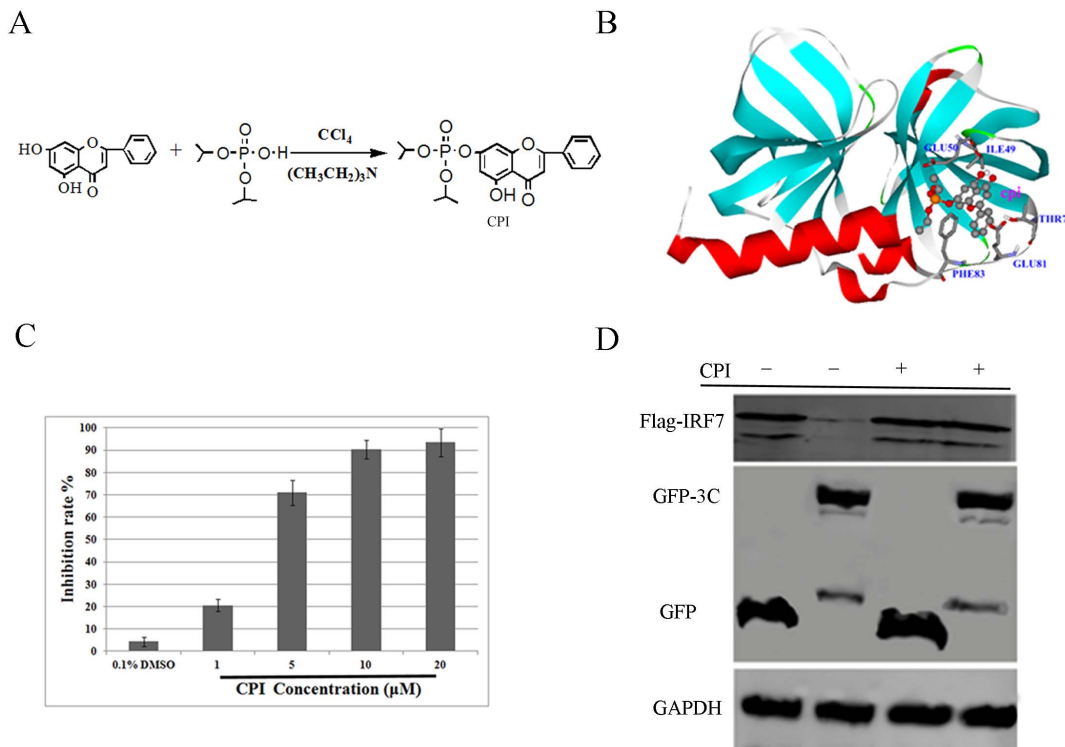 A
HO
OH
O
O
+
O
O-P-O-H
O
CCl4
(CH3CH2)3N
O
O-P-O
O
OH
O
O
CPI
B
GLU50
ILE49
cpi
THR7
GLU81
PHE83
C
Inhibition rate %
100
90
80
70
60
50
40
30
20
10
0
0.1% DMSO 1 5 10 20
CPI Concentration (µM)
D
CPI − − + +
Flag-IRF7
GFP-3C
GFP
GAPDH